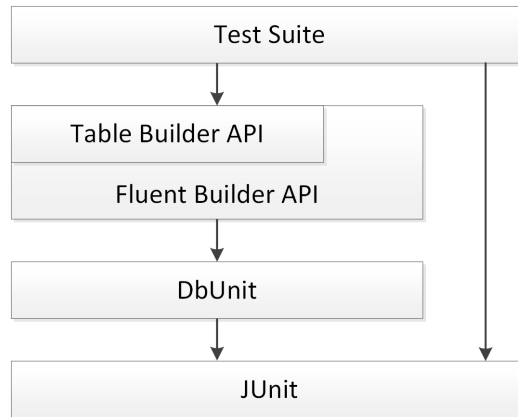 Test Suite
Table Builder API
Fluent Builder API
DbUnit
JUnit